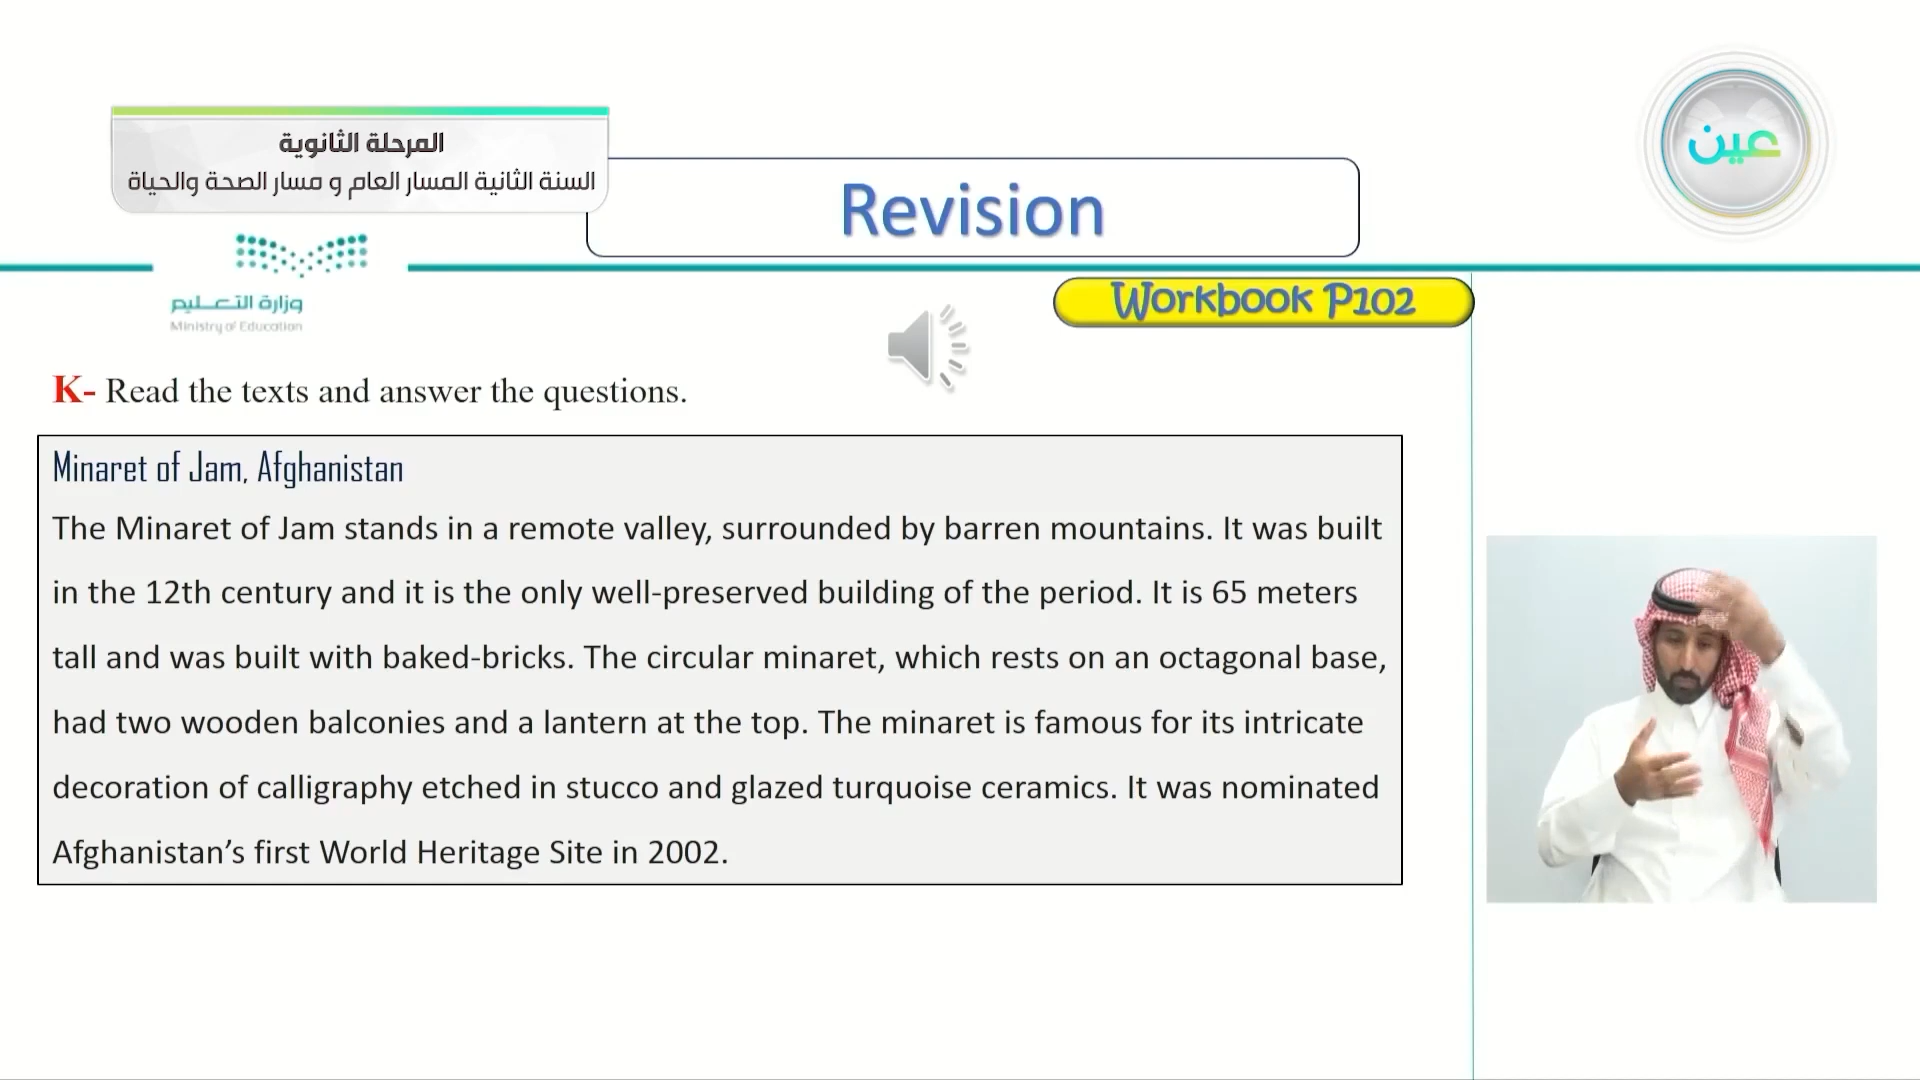 المرحلة الثانوية
السنة الثانية المسار العام و مسار الصحة والحياة
عين
Revision
وزارة التعليم
Ministry of Education
Workbook P102
K- Read the texts and answer the questions.
Minaret of Jam, Afghanistan
The Minaret of Jam stands in a remote valley, surrounded by barren mountains. It was built
in the 12th century and it is the only well-preserved building of the period. It is 65 meters
tall and was built with baked-bricks. The circular minaret, which rests on an octagonal base,
had two wooden balconies and a lantern at the top. The minaret is famous for its intricate
decoration of calligraphy etched in stucco and glazed turquoise ceramics. It was nominated
Afghanistan’s first World Heritage Site in 2002.